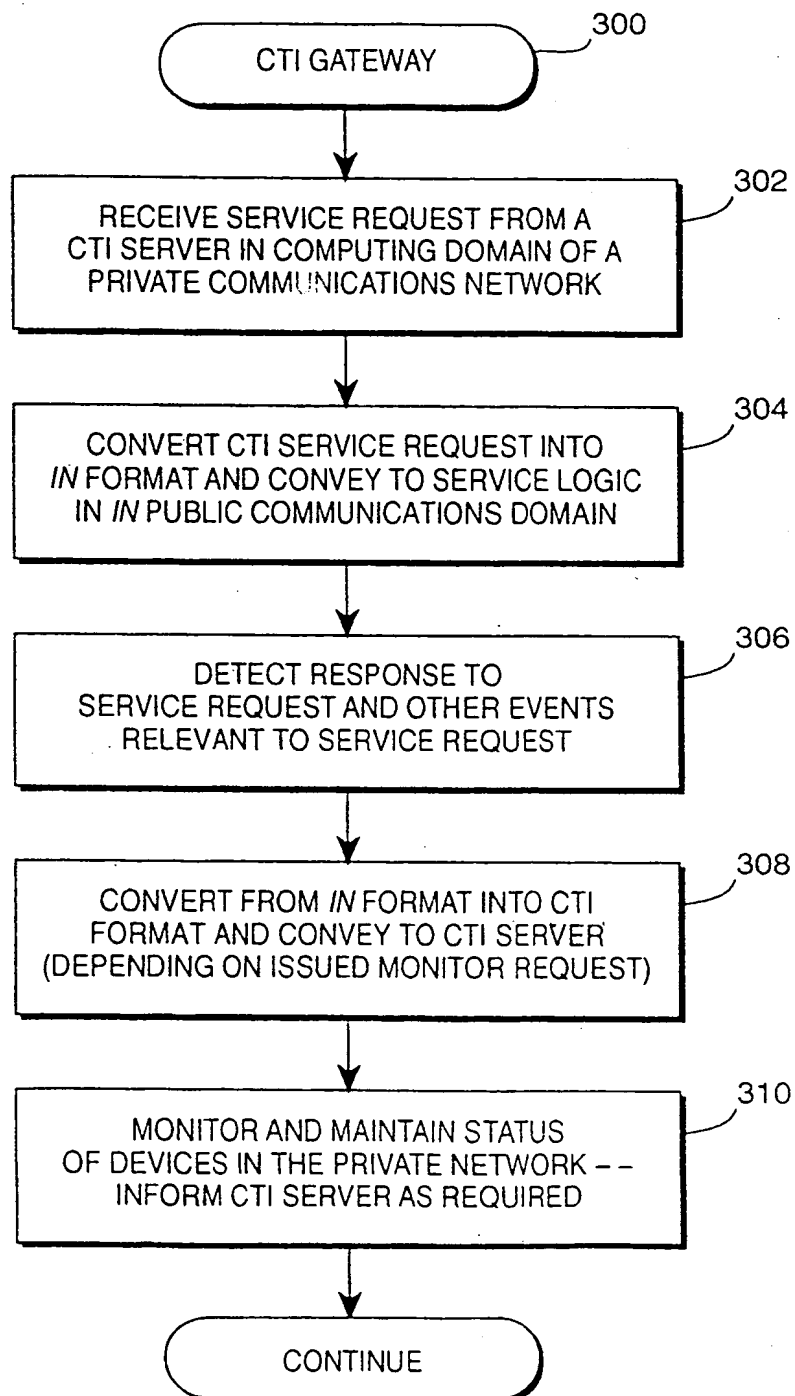 300
CTI GATEWAY
302
RECEIVE SERVICE REQUEST FROM A
CTI SERVER IN COMPUTING DOMAIN OF A
PRIVATE COMMUNICATIONS NETWORK
304
CONVERT CTI SERVICE REQUEST INTO
IN FORMAT AND CONVEY TO SERVICE LOGIC
IN IN PUBLIC COMMUNICATIONS DOMAIN
306
DETECT RESPONSE TO
SERVICE REQUEST AND OTHER EVENTS
RELEVANT TO SERVICE REQUEST
308
CONVERT FROM IN FORMAT INTO CTI
FORMAT AND CONVEY TO CTI SERVER
(DEPENDING ON ISSUED MONITOR REQUEST)
310
MONITOR AND MAINTAIN STATUS
OF DEVICES IN THE PRIVATE NETWORK – –
INFORM CTI SERVER AS REQUIRED
CONTINUE